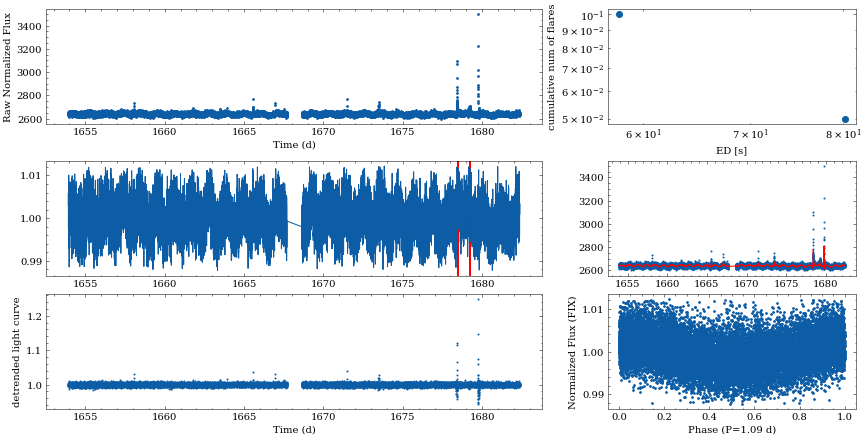 Raw Normalized Flux
3400
3200
3000
2800
2600
1655 1660 1665 1670 1675 1680
Time (d)
cumulative num of flares
10⁻¹
9 × 10⁻²
8 × 10⁻²
7 × 10⁻²
6 × 10⁻²
5 × 10⁻²
6 × 10¹ 7 × 10¹ 8 × 10¹
ED [s]
1.01
1.00
0.99
1655 1660 1665 1670 1675 1680
3400
3200
3000
2800
2600
1655 1660 1665 1670 1675 1680
detrended light curve
1.2
1.1
1.0
1655 1660 1665 1670 1675 1680
Time (d)
Normalized Flux (FIX)
1.01
1.00
0.99
0.0 0.2 0.4 0.6 0.8 1.0
Phase (P=1.09 d)